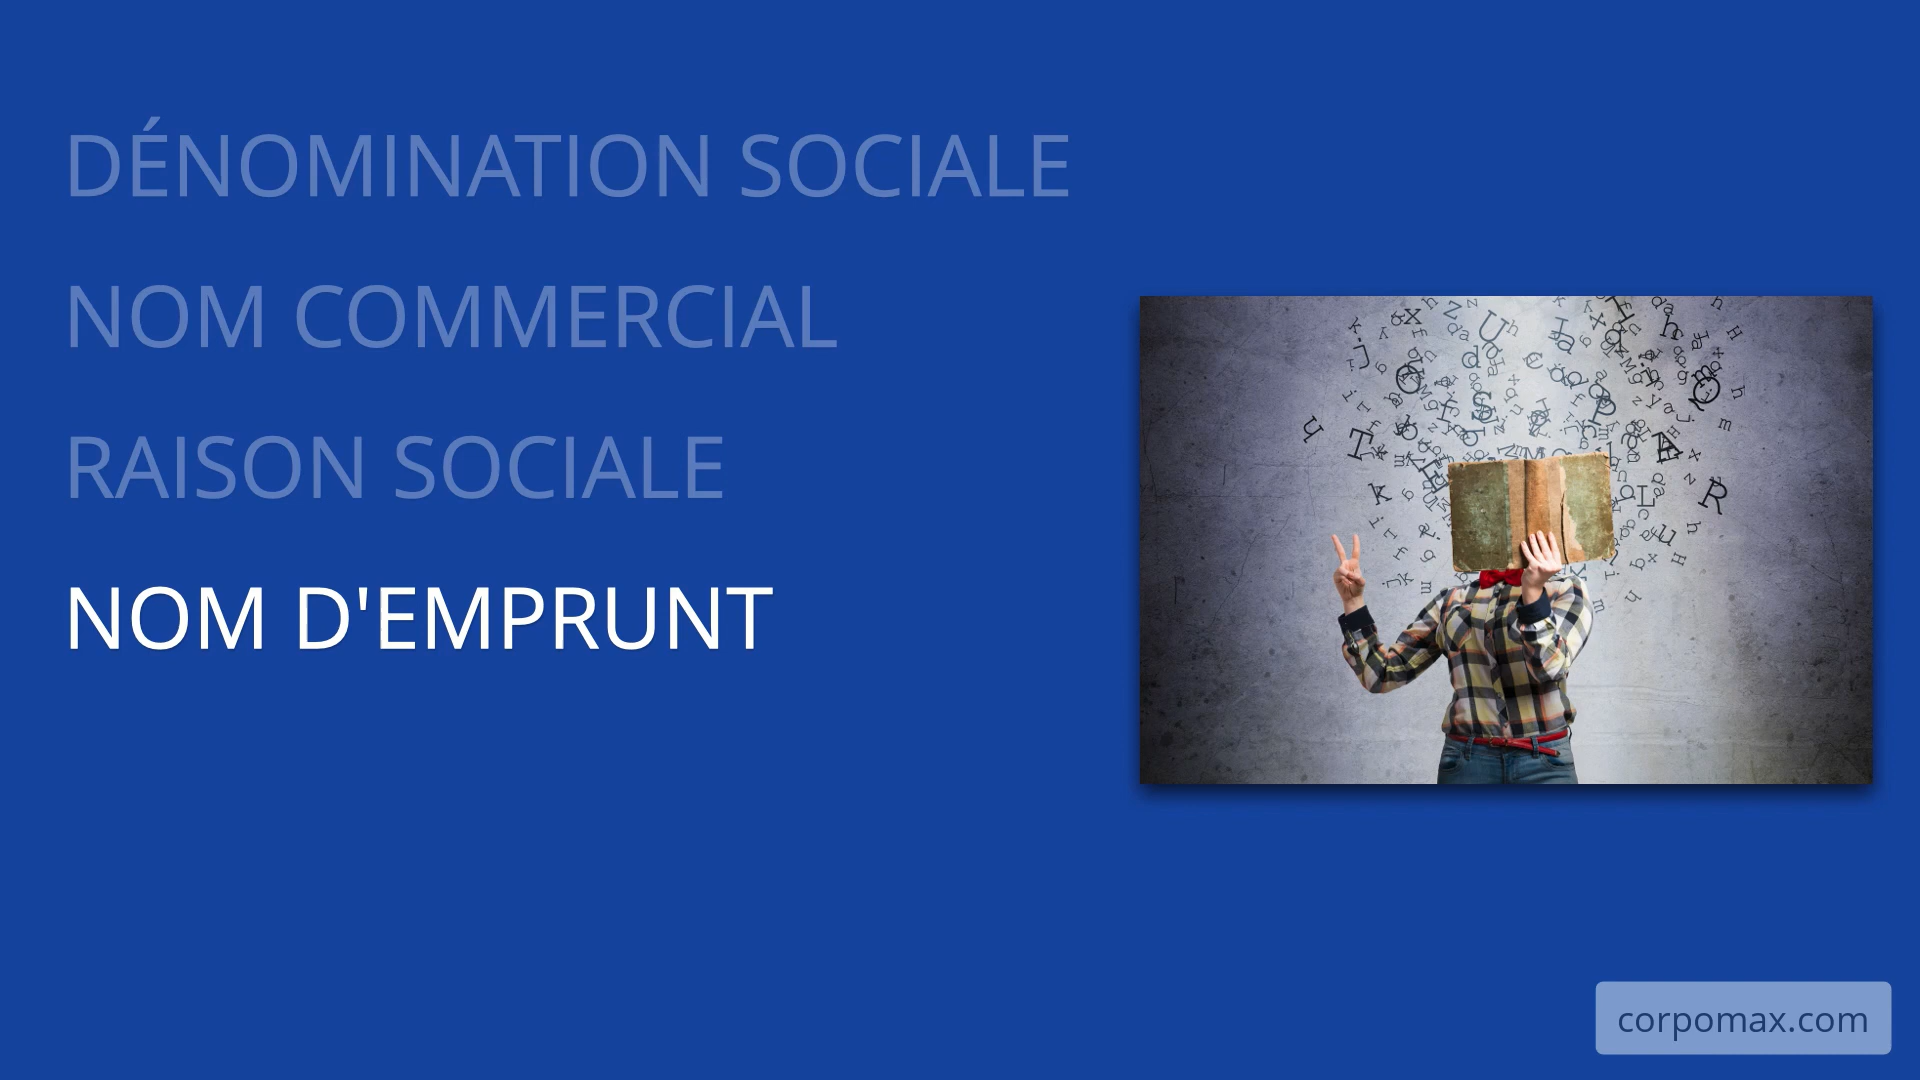 DÉNOMINATION SOCIALE
NOM COMMERCIAL
RAISON SOCIALE
NOM D'EMPRUNT
corpomax.com